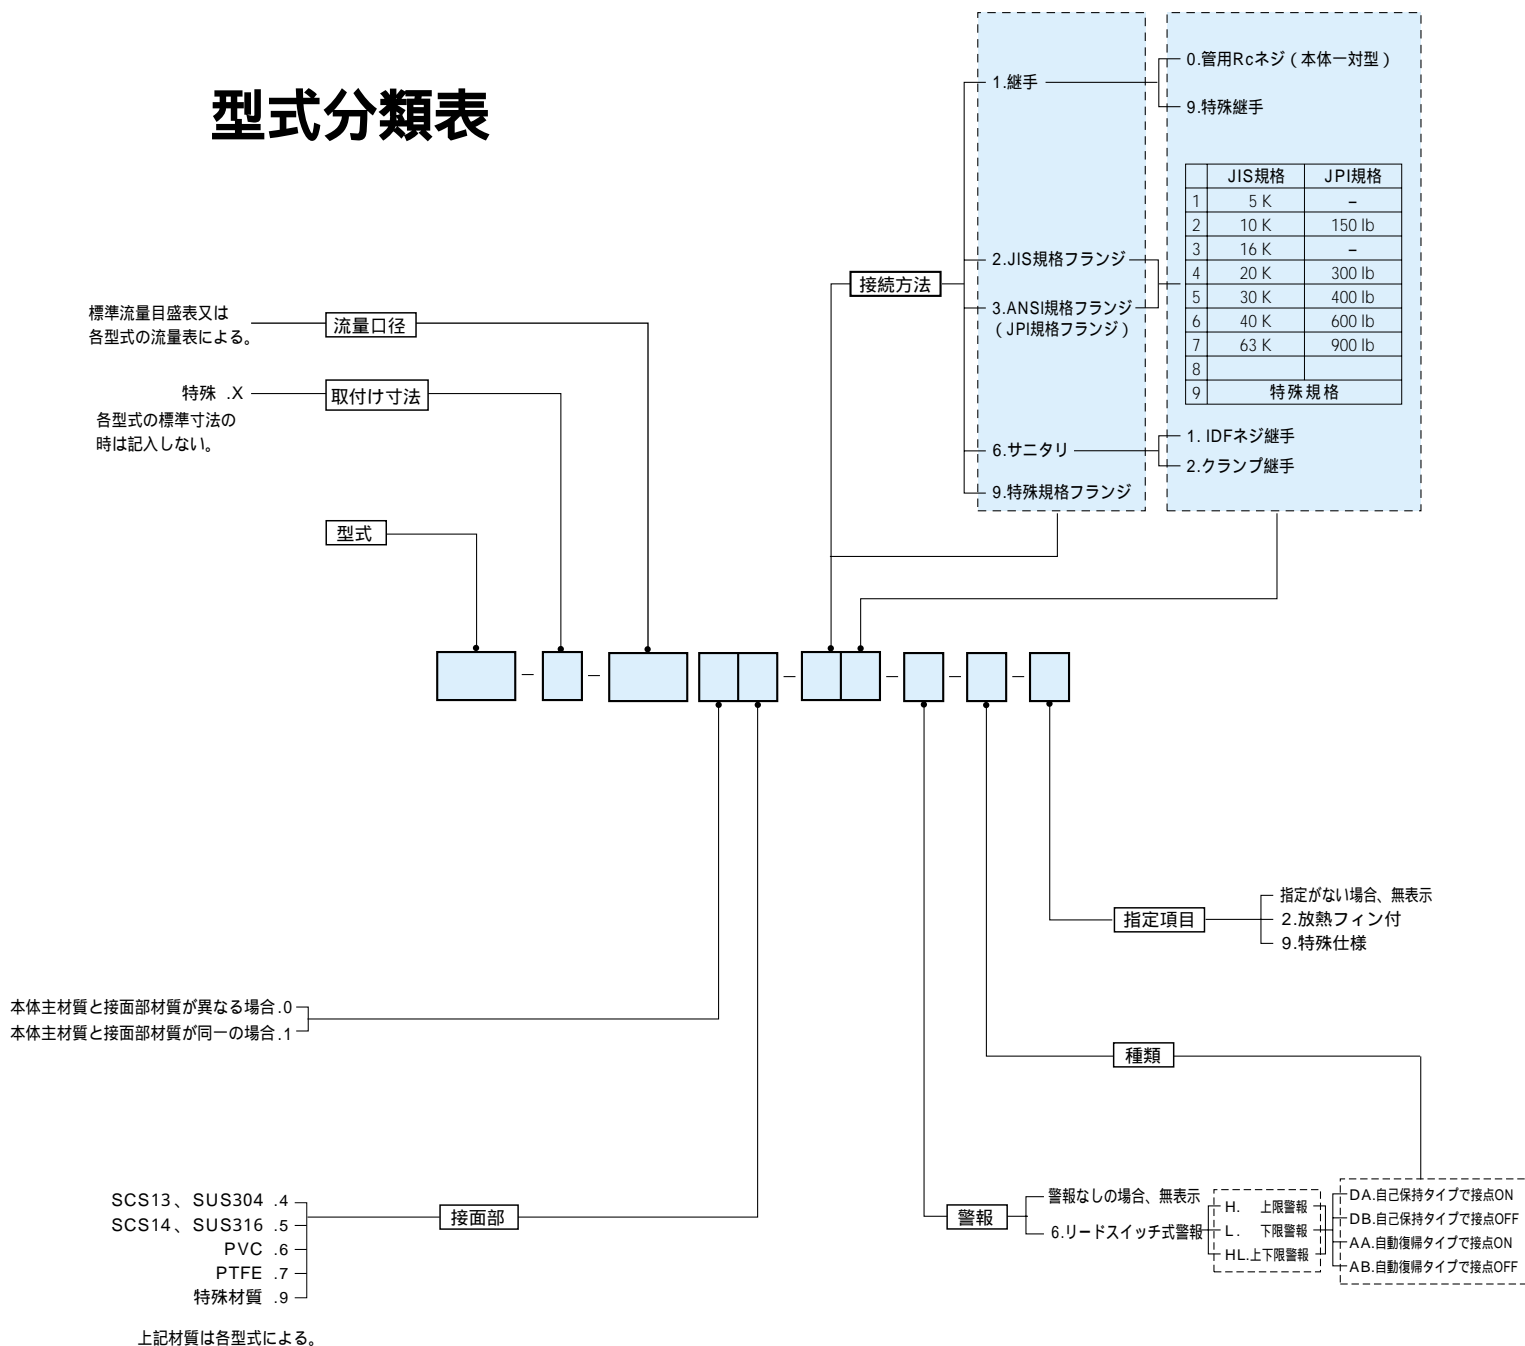 型式分類表
1.継手
0.管用Rcネジ（本体一対型）
9.特殊継手
JIS規格 JPI規格
1 5 K −
2 10 K 150 lb
3 16 K −
4 20 K 300 lb
5 30 K 400 lb
6 40 K 600 lb
7 63 K 900 lb
8
9 特殊規格
接続方法
2.JIS規格フランジ
3.ANSI規格フランジ
（JPI規格フランジ）
6.サニタリ
1. IDFネジ継手
2.クランプ継手
9.特殊規格フランジ
標準流量目盛表又は
各型式の流量表による。
流量口径
特殊 .X
取付け寸法
各型式の標準寸法の
時は記入しない。
型式
− − − − − −
指定項目
指定がない場合、無表示
2.放熱フィン付
9.特殊仕様
本体主材質と接面部材質が異なる場合.0
本体主材質と接面部材質が同一の場合.1
種類
SCS13、SUS304 .4
SCS14、SUS316 .5
PVC .6
PTFE .7
特殊材質 .9
接面部
上記材質は各型式による。
警報
警報なしの場合、無表示
6.リードスイッチ式警報
H. 上限警報
L. 下限警報
HL.上下限警報
DA.自己保持タイプで接点ON
DB.自己保持タイプで接点OFF
AA.自動復帰タイプで接点ON
AB.自動復帰タイプで接点OFF